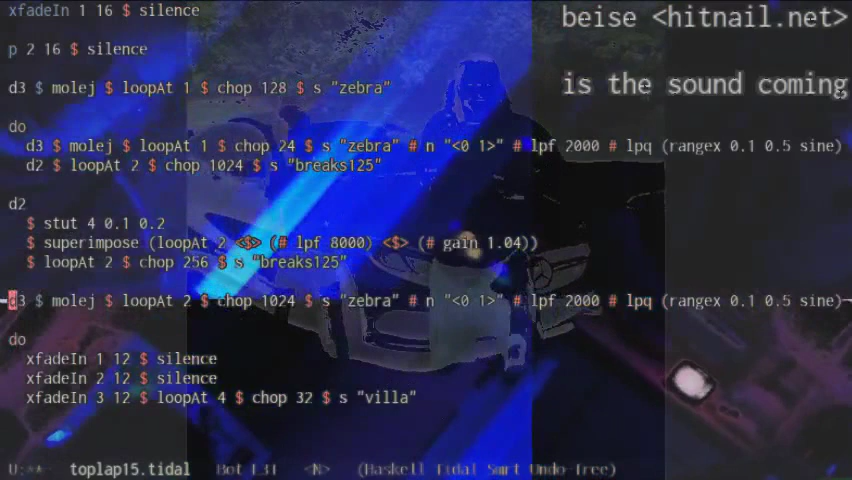 xfadeIn 1 16 $ silence
beise <hitnail.net>
p 2 16 $ silence
is the sound coming
d3 $ molej $ loopAt 1 $ chop 128 $ s "zebra"
do
d3 $ molej $ loopAt 1 $ chop 24 $ s "zebra" # n "<0 1>" # lpf 2000 # lpq (rangex 0.1 0.5 sine)
d2 $ loopAt 2 $ chop 1024 $ s "breaks125"
d2
$ stut 4 0.1 0.2
$ superimpose (loopAt 2 <$> (# lpf 8000) <$> (# gain 1.04))
$ loopAt 2 $ chop 256 $ s "breaks125"
d3 $ molej $ loopAt 2 $ chop 1024 $ s "zebra" # n "<0 1>" # lpf 2000 # lpq (rangex 0.1 0.5 sine)
do
xfadeIn 1 12 $ silence
xfadeIn 2 12 $ silence
xfadeIn 3 12 $ loopAt 4 $ chop 32 $ s "villa"
toplap15.tidal Bot <N> (Haskell Tidal Smrt Undo-Tree)